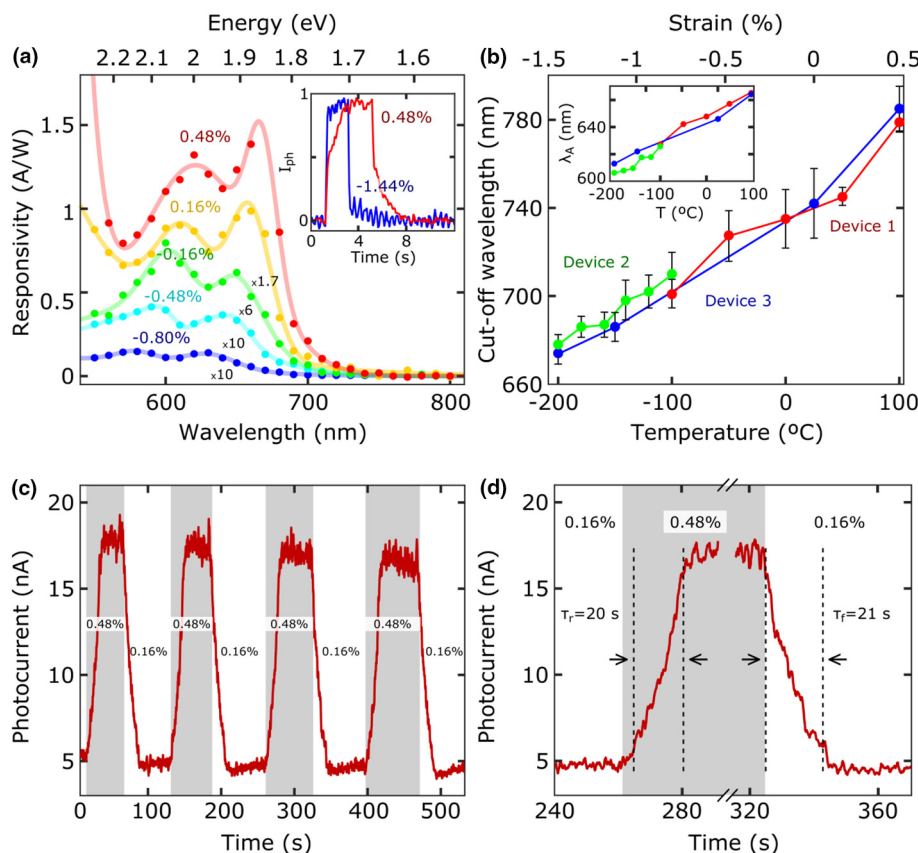 Energy (eV)
(a) 2.2 2.1 2 1.9 1.8 1.7 1.6
Responsivity (A/W)
1.5
1
0.5
0
0.48%
0.16%
-0.16%
-0.48%
-0.80%
x1.7
x6
x10
x10
I_ph
1
0
0.48%
-1.44%
0 4 8
Time (s)
600 700 800
Wavelength (nm)
Strain (%)
(b) -1.5 -1 -0.5 0 0.5
Cut-off wavelength (nm)
780
740
700
660
λ_A (nm)
640
600
-200 -100 0 100
T (ºC)
Device 1
Device 2
Device 3
-200 -100 0 100
Temperature (ºC)
(c)
Photocurrent (nA)
20
15
10
5
0.48% 0.48% 0.48% 0.48%
0.16% 0.16% 0.16% 0.16%
0 100 200 300 400 500
Time (s)
(d)
Photocurrent (nA)
20
15
10
5
0.16% 0.48% 0.16%
τ_r=20 s τ_f=21 s
240 280 320 360
Time (s)